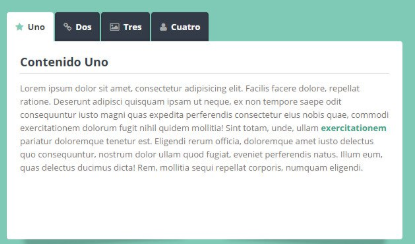 Uno Dos Tres Cuatro
Contenido Uno
Lorem ipsum dolor sit amet, consectetur adipisicing elit. Facilis facere dolore, repellat
ratione. Deserunt adipisci quisquam ipsam ut neque, ex non tempore saepe odit
consequuntur iusto magni quas expedita perferendis consectetur eius nobis quae, commodi
exercitationem dolorum fugit nihil quidem mollitia! Sint totam, unde, ullam exercitationem
pariatur doloremque tenetur est. Eligendi rerum officia, doloremque amet iusto delectus
quo consequuntur, nostrum dolor ullam quod fugiat, eveniet perferendis natus. Illum eum,
quas delectus ducimus dicta! Rem, mollitia sequi repellat corporis, numquam eligendi.